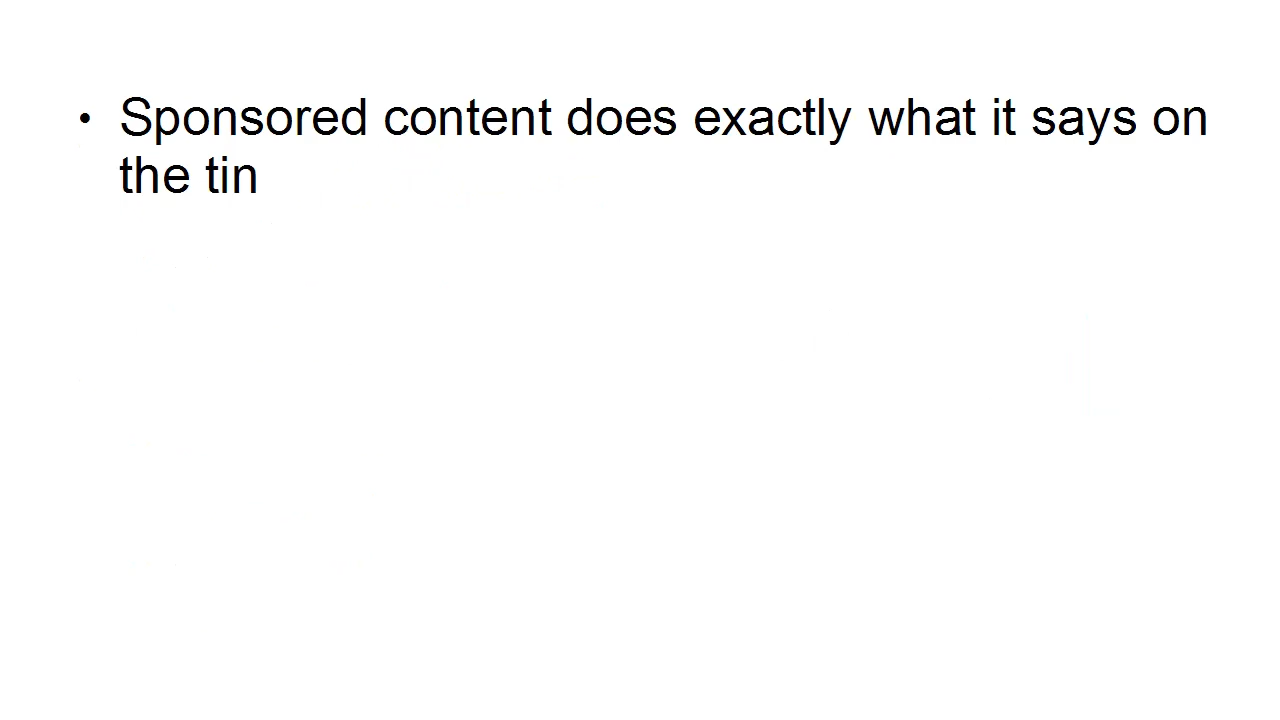 • Sponsored content does exactly what it says on
the tin